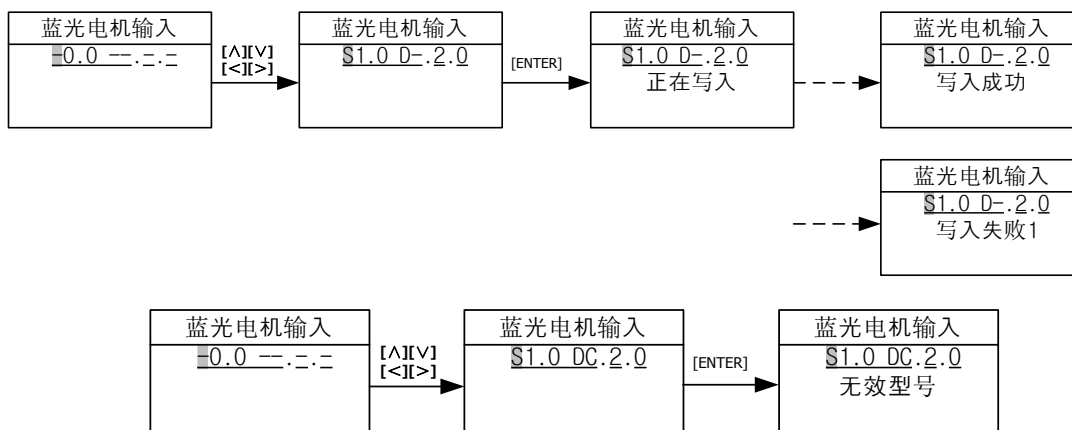 蓝光电机输入
-0.0 --.-.-
[∧][∨]
[<][>]
蓝光电机输入
S1.0 D-.2.0
[ENTER]
蓝光电机输入
S1.0 D-.2.0
正在写入
蓝光电机输入
S1.0 D-.2.0
写入成功
蓝光电机输入
S1.0 D-.2.0
写入失败1
蓝光电机输入
-0.0 --.-.-
[∧][∨]
[<][>]
蓝光电机输入
S1.0 DC.2.0
[ENTER]
蓝光电机输入
S1.0 DC.2.0
无效型号